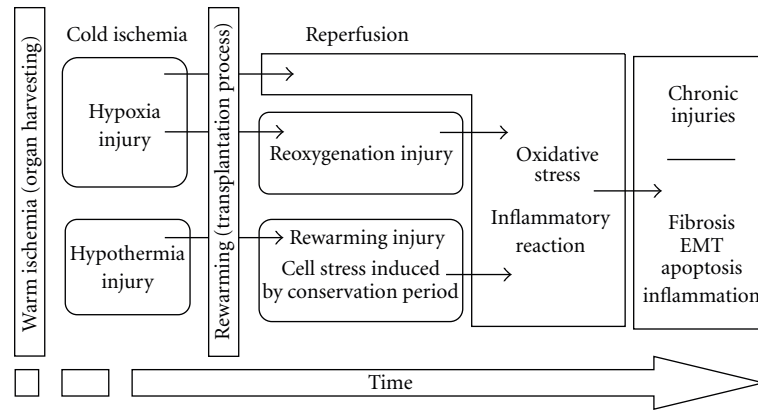 Warm ischemia (organ harvesting)
Cold ischemia
Hypoxia
injury
Hypothermia
injury
Rewarming (transplantation process)
Reperfusion
Reoxygenation injury
Rewarming injury
Cell stress induced
by conservation period
Oxidative
stress
Inflammatory
reaction
Chronic
injuries
Fibrosis
EMT
apoptosis
inflammation
Time